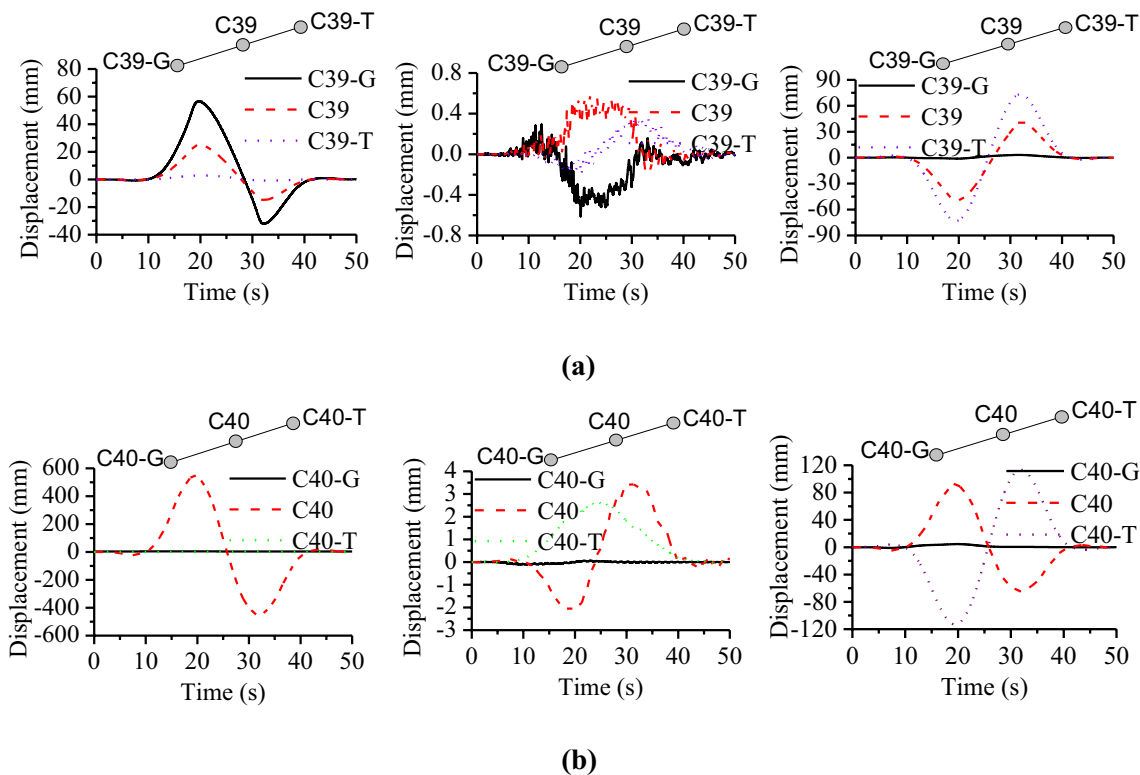 C39-G C39 C39-T
Displacement (mm)
80
60
40
20
0
-20
-40
C39-G
C39
C39-T
0 10 20 30 40 50
Time (s)
C39-G C39 C39-T
Displacement (mm)
0.8
0.4
0.0
-0.4
-0.8
C39-G
C39
C39-T
0 10 20 30 40 50
Time (s)
C39-G C39 C39-T
Displacement (mm)
90
60
30
0
-30
-60
-90
C39-G
C39
C39-T
0 10 20 30 40 50
Time (s)
(a)
C40-G C40 C40-T
Displacement (mm)
600
400
200
0
-200
-400
-600
C40-G
C40
C40-T
0 10 20 30 40 50
Time (s)
C40-G C40 C40-T
Displacement (mm)
4
3
2
1
0
-1
-2
-3
C40-G
C40
C40-T
0 10 20 30 40 50
Time (s)
C40-G C40 C40-T
Displacement (mm)
120
80
40
0
-40
-80
-120
C40-G
C40
C40-T
0 10 20 30 40 50
Time (s)
(b)